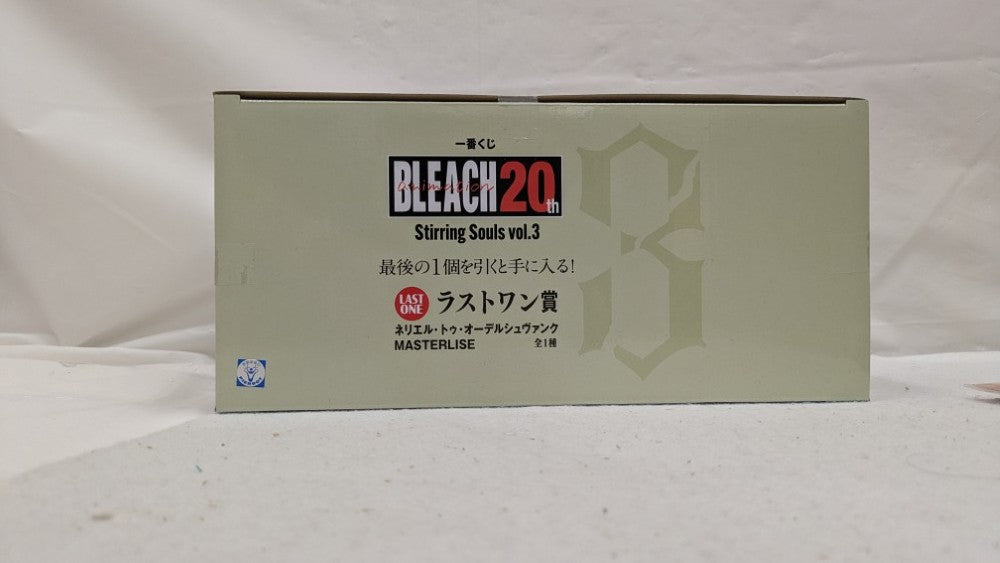 一番くじ
BLEACH 20th
animation
Stirring Souls vol.3
最後の1個を引くと手に入る!
LAST ONE ラストワン賞
ネリエル・トゥ・オーデルシュヴァンク
MASTERLISE 全1種